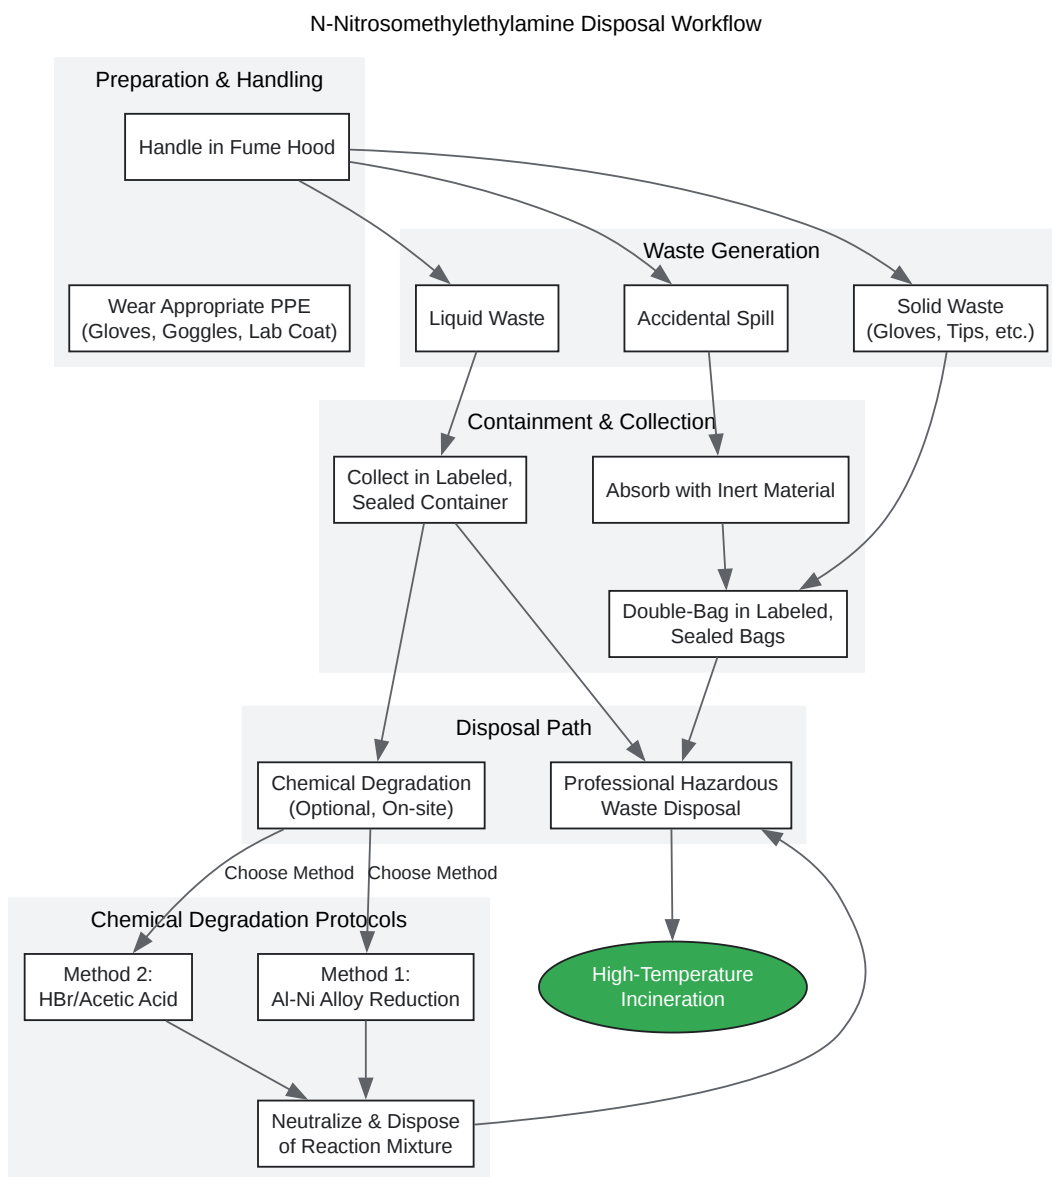 N-Nitrosomethylethylamine Disposal Workflow
Preparation & Handling
Handle in Fume Hood
Waste Generation
Wear Appropriate PPE
(Gloves, Goggles, Lab Coat)
Liquid Waste
Accidental Spill
Solid Waste
(Gloves, Tips, etc.)
Containment & Collection
Collect in Labeled,
Sealed Container
Absorb with Inert Material
Double-Bag in Labeled,
Sealed Bags
Disposal Path
Chemical Degradation
(Optional, On-site)
Professional Hazardous
Waste Disposal
Choose Method
Choose Method
Chemical Degradation Protocols
Method 2:
HBr/Acetic Acid
Method 1:
Al-Ni Alloy Reduction
High-Temperature
Incineration
Neutralize & Dispose
of Reaction Mixture